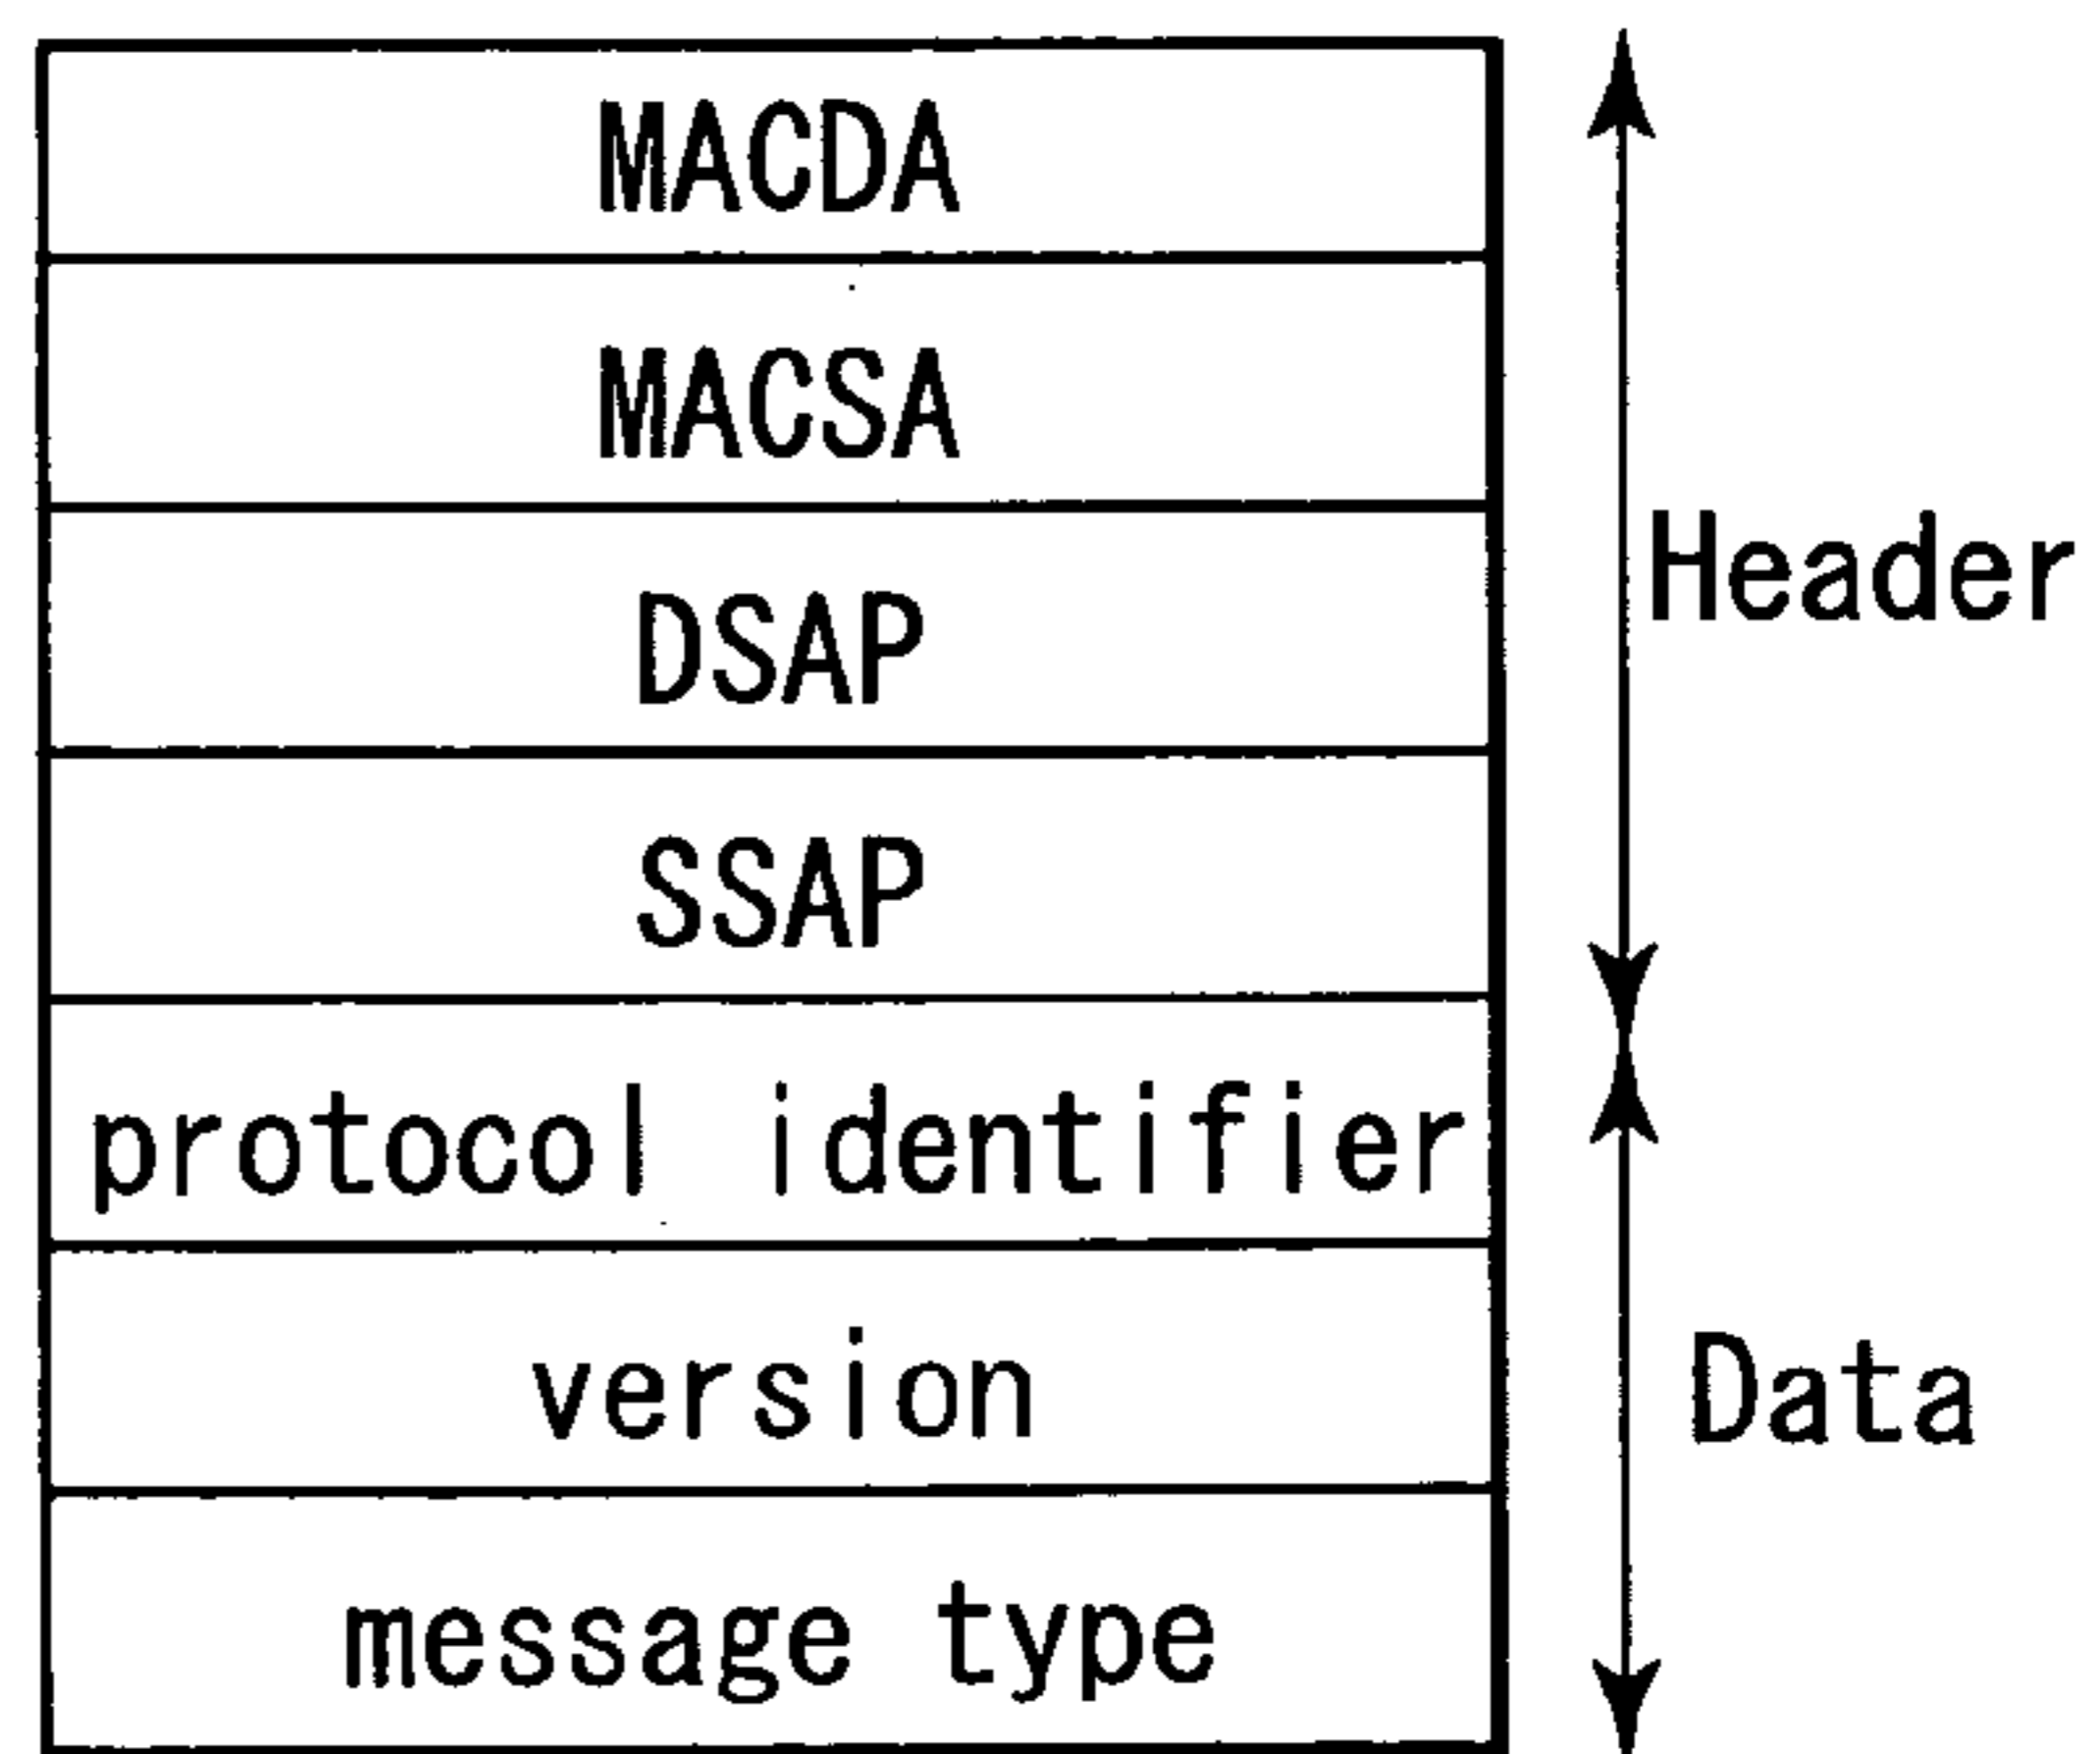 MACDA
MACSA
DSAP
SSAP
protocol identifier
version
message type
Header
Data